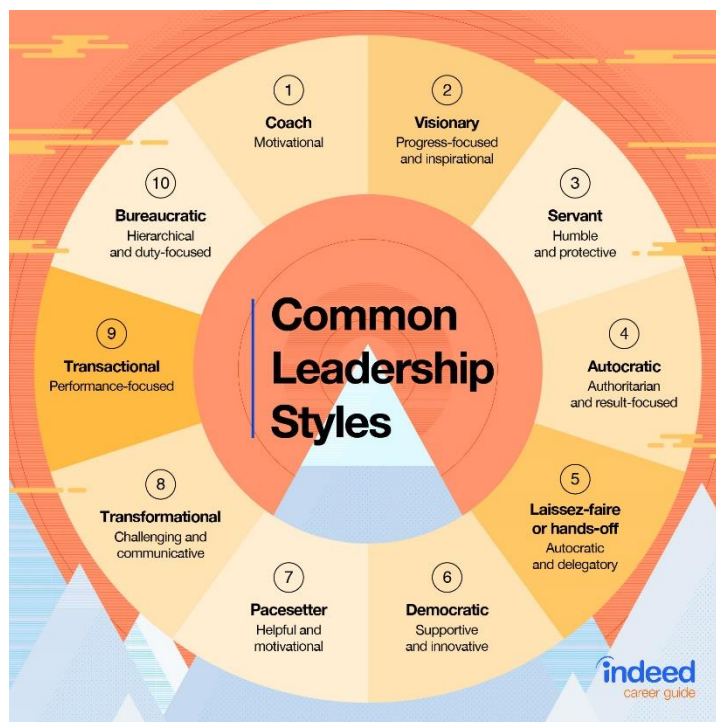 Common
Leadership
Styles
1
Coach
Motivational
2
Visionary
Progress-focused
and inspirational
3
Servant
Humble
and protective
4
Autocratic
Authoritarian
and result-focused
5
Laissez-faire
or hands-off
Autocratic
and delegatory
6
Democratic
Supportive
and innovative
7
Pacesetter
Helpful and
motivational
8
Transformational
Challenging and
communicative
9
Transactional
Performance-focused
10
Bureaucratic
Hierarchical
and duty-focused
indeed
career guide